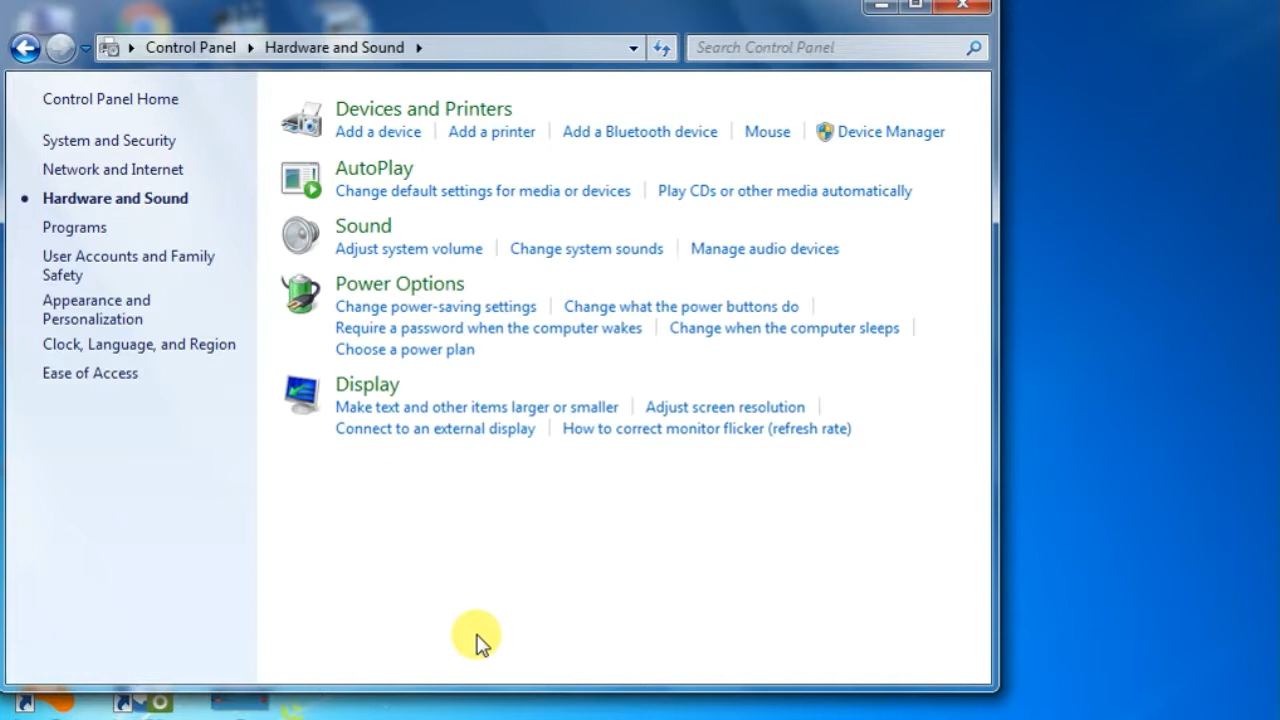 Control Panel Hardware and Sound
Search Control Panel
Control Panel Home
System and Security
Network and Internet
Hardware and Sound
Programs
User Accounts and Family
Safety
Appearance and
Personalization
Clock, Language, and Region
Ease of Access
Devices and Printers
Add a device Add a printer Add a Bluetooth device Mouse Device Manager
AutoPlay
Change default settings for media or devices Play CDs or other media automatically
Sound
Adjust system volume Change system sounds Manage audio devices
Power Options
Change power-saving settings Change what the power buttons do
Require a password when the computer wakes Change when the computer sleeps
Choose a power plan
Display
Make text and other items larger or smaller Adjust screen resolution
Connect to an external display How to correct monitor flicker (refresh rate)